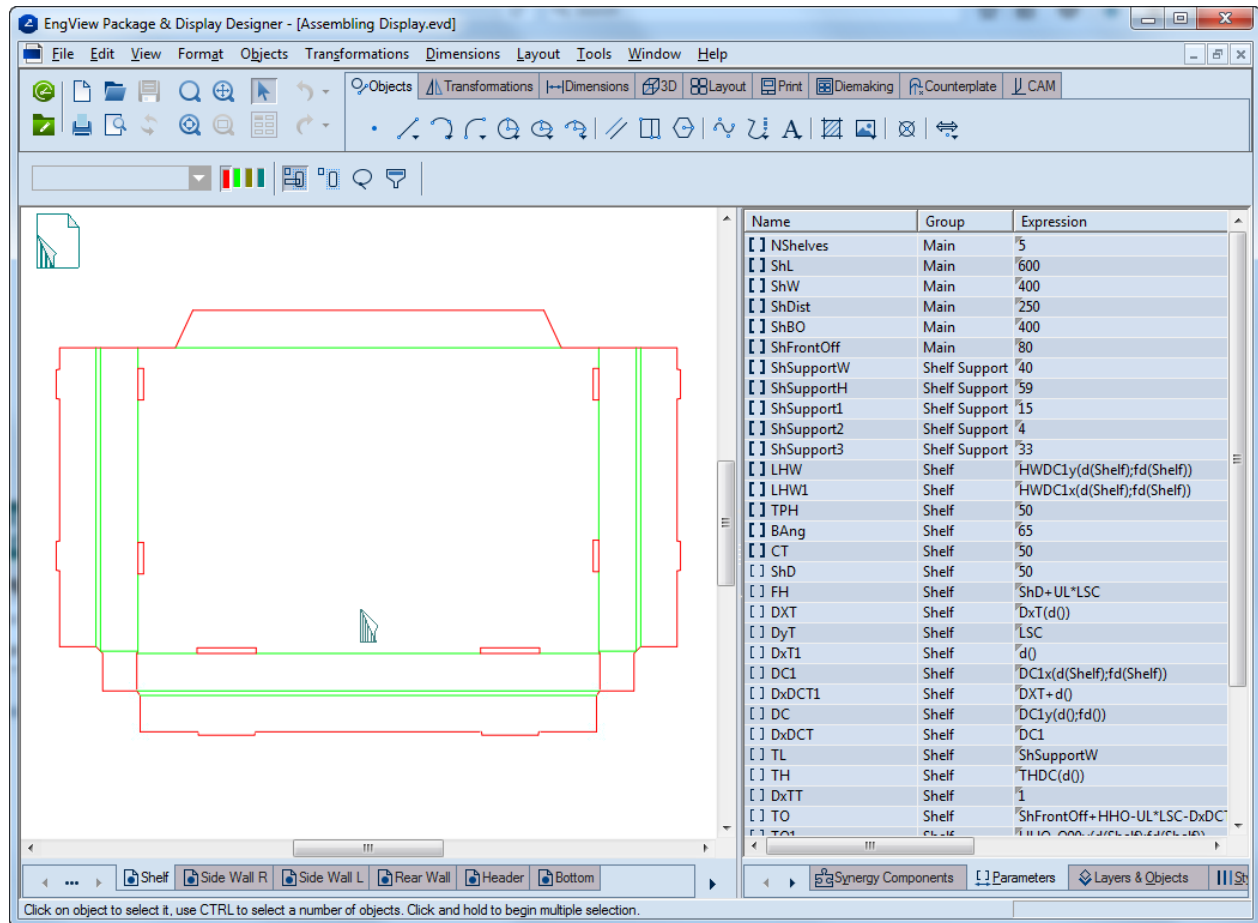 EngView Package & Display Designer - [Assembling Display.evd]
File Edit View Format Objects Transformations Dimensions Layout Tools Window Help
Objects Transformations Dimensions 3D Layout Print Diemaking Counterplate CAM
Name Group Expression
[ ] NShelves Main 5
[ ] ShL Main 600
[ ] ShW Main 400
[ ] ShDist Main 250
[ ] ShBO Main 400
[ ] ShFrontOff Main 80
[ ] ShSupportW Shelf Support 40
[ ] ShSupportH Shelf Support 59
[ ] ShSupport1 Shelf Support 15
[ ] ShSupport2 Shelf Support 4
[ ] ShSupport3 Shelf Support 33
[ ] LHW Shelf HWDC1y(d(Shelf);fd(Shelf))
[ ] LHW1 Shelf HWDC1x(d(Shelf);fd(Shelf))
[ ] TPH Shelf 50
[ ] BAng Shelf 65
[ ] CT Shelf 50
[ ] ShD Shelf 50
[ ] FH Shelf ShD+UL*LSC
[ ] DXT Shelf DxT(d())
[ ] DyT Shelf LSC
[ ] DxT1 Shelf d()
[ ] DC1 Shelf DC1x(d(Shelf);fd(Shelf))
[ ] DxDCT1 Shelf DXT+d()
[ ] DC Shelf DC1y(d();fd())
[ ] DxDCT Shelf DC1
[ ] TL Shelf ShSupportW
[ ] TH Shelf THDC(d())
[ ] DxTT Shelf 1
[ ] TO Shelf ShFrontOff+HHO-UL*LSC-DxDC
[ ] TO1 Shelf
Shelf Side Wall R Side Wall L Rear Wall Header Bottom
Synergy Components [ ] Parameters Layers & Objects St
Click on object to select it, use CTRL to select a number of objects. Click and hold to begin multiple selection.